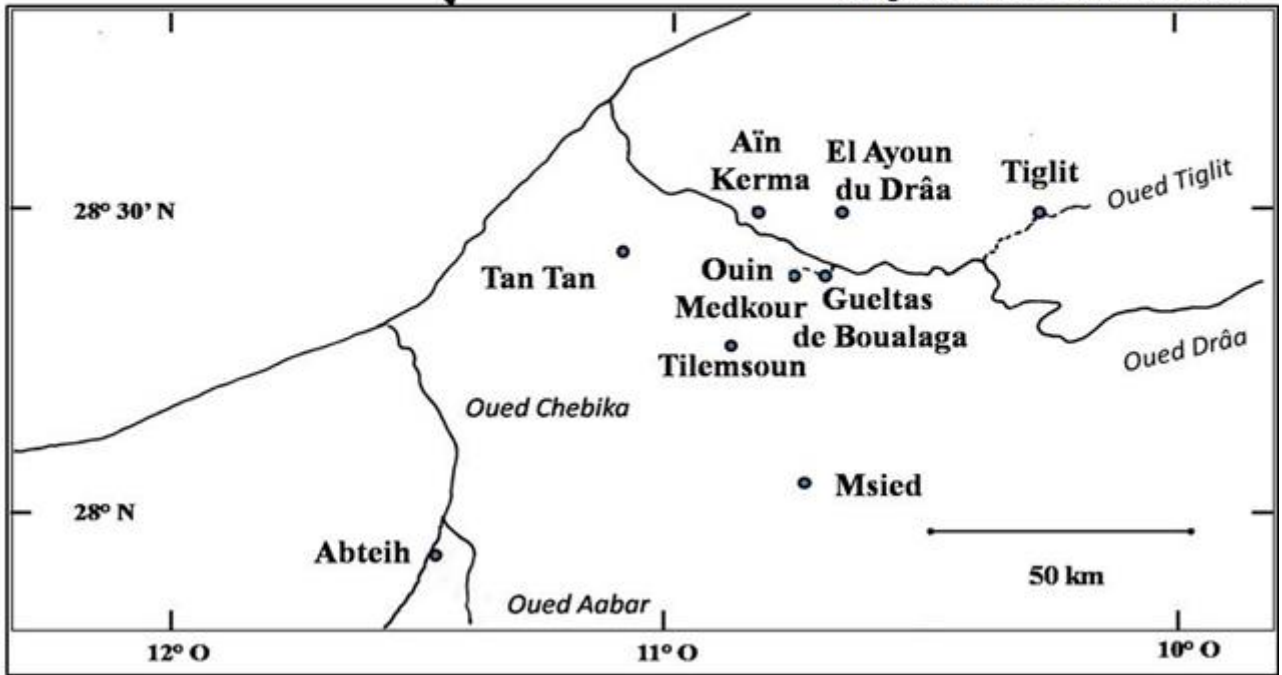 Aïn
Kerma
El Ayoun
du Drâa
Tiglit
Oued Tiglit
28° 30' N
Tan Tan
Ouin
Medkour
Gueltas
de Boualaga
Tilemsoun
Oued Drâa
Oued Chebika
Msied
28° N
Abteih
50 km
Oued Aabar
12° O
11° O
10° O